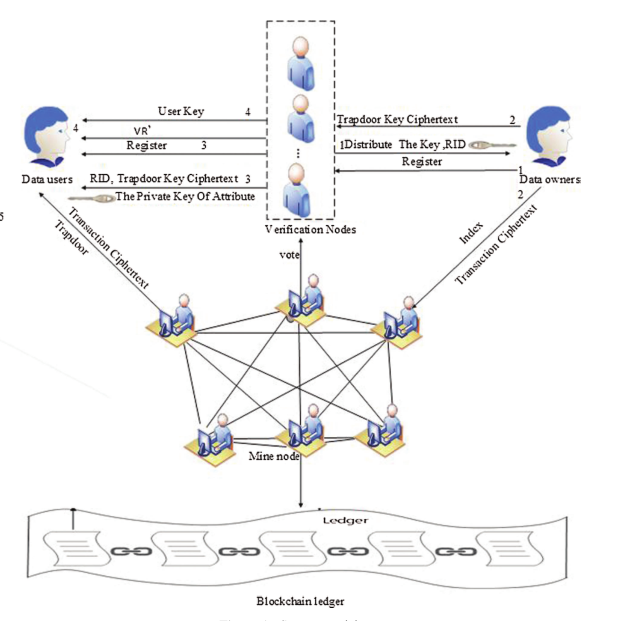 User Key 4
Trapdoor Key Ciphertext 2
4
VR'
1Distribute The Key ,RID
Register 3
Register
Data users
1
Data owners
RID, Trapdoor Key Ciphertext 3
2
The Private Key Of Attribute
5
Verification Nodes
Transaction Ciphertext
Trapdoor
vote
Index
Transaction Ciphertext
Mine node
Ledger
Blockchain ledger